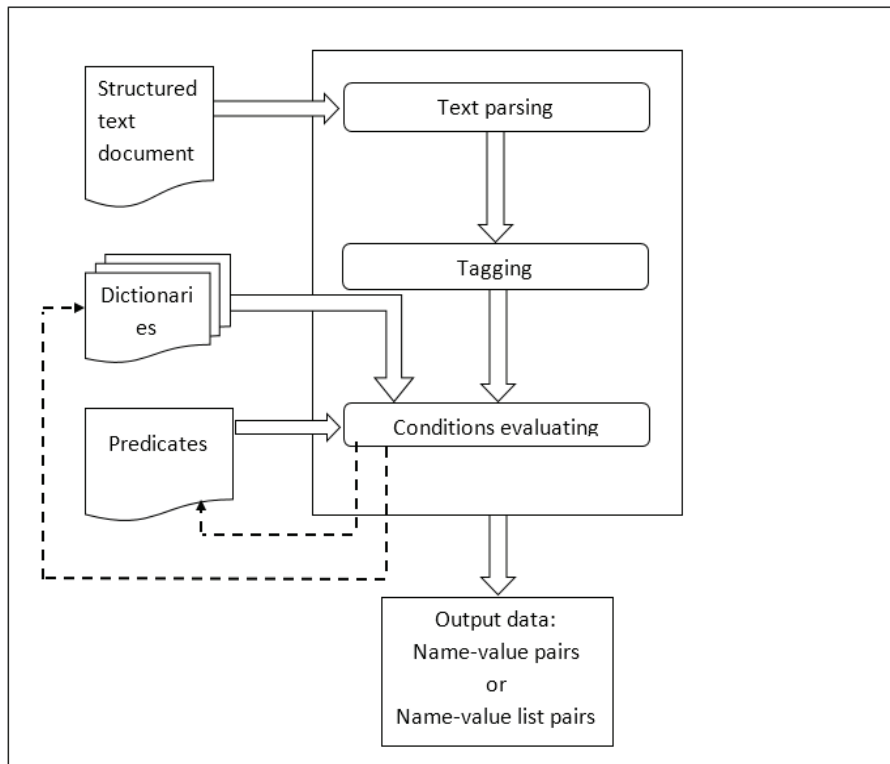 Structured
text
document
Text parsing
Tagging
Dictionari
es
Conditions evaluating
Predicates
Output data:
Name-value pairs
or
Name-value list pairs